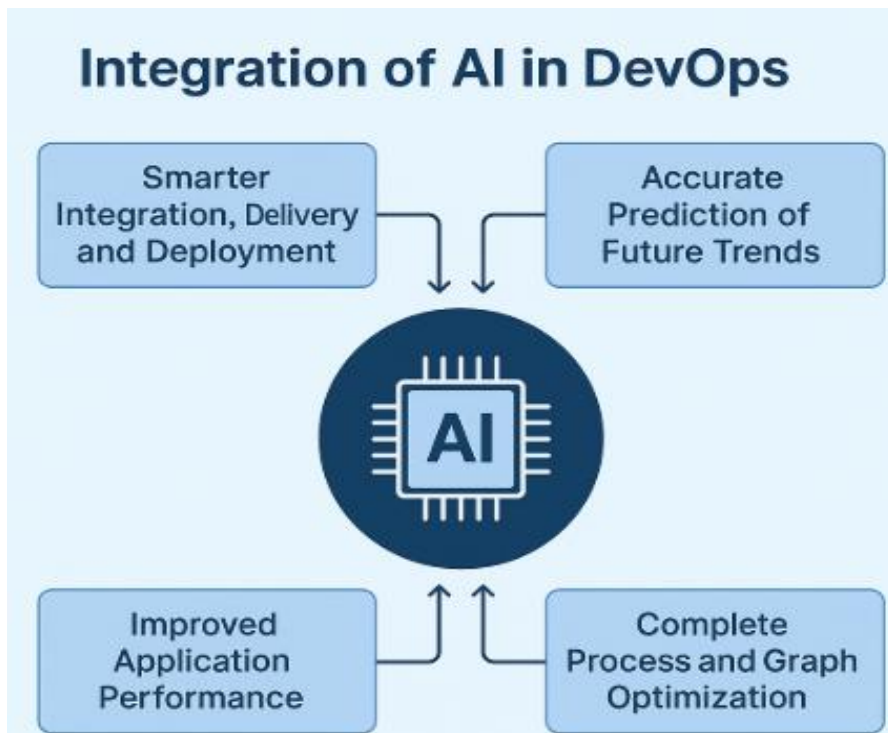 Integration of AI in DevOps
Smarter
Integration, Delivery
and Deployment
Accurate
Prediction of
Future Trends
AI
Improved
Application
Performance
Complete
Process and Graph
Optimization